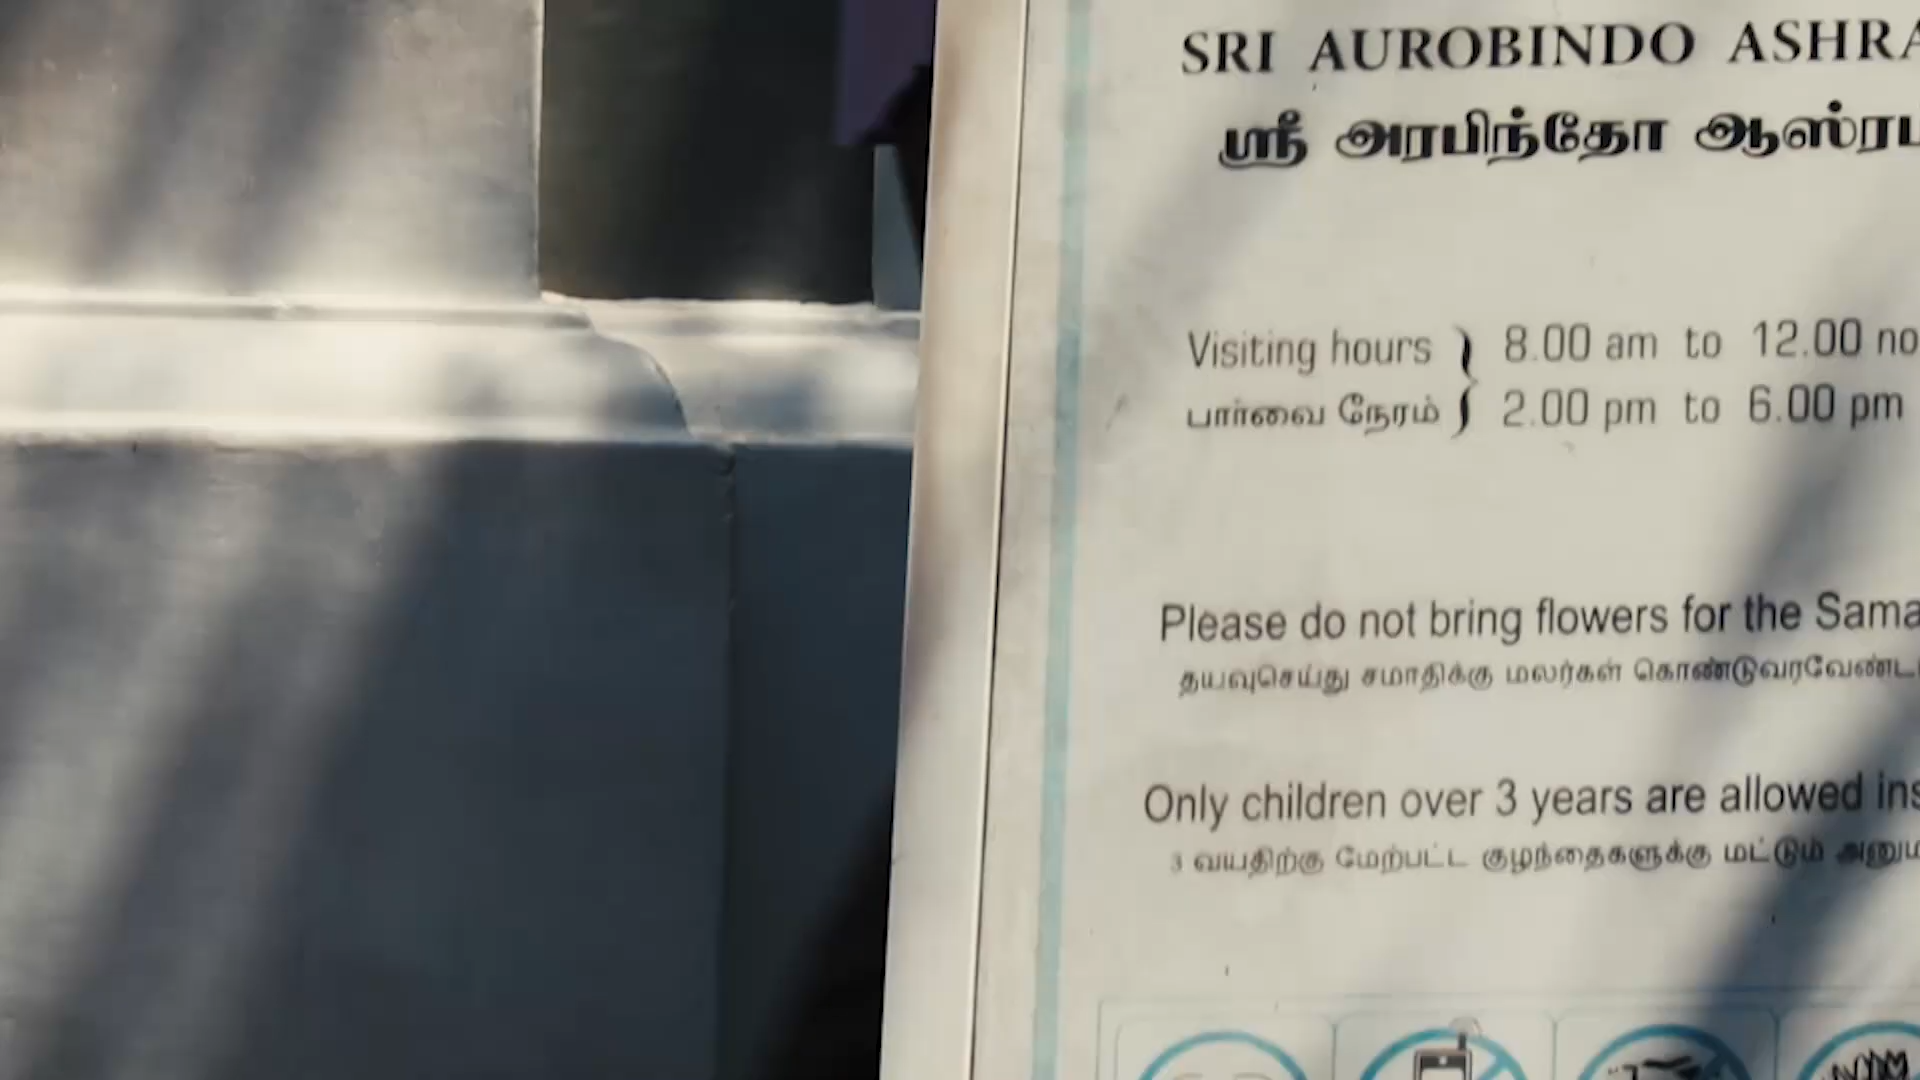 SRI AUROBINDO ASHRA
ஸ்ரீ அரபிந்தோ ஆஸ்ரம
Visiting hours } 8.00 am to 12.00 no
பார்வை நேரம் } 2.00 pm to 6.00 pm
Please do not bring flowers for the Sama
தயவுசெய்து சமாதிக்கு மலர்கள் கொண்டுவரவேண்டா
Only children over 3 years are allowed ins
3 வயதிற்கு மேற்பட்ட குழந்தைகளுக்கு மட்டும் அனும